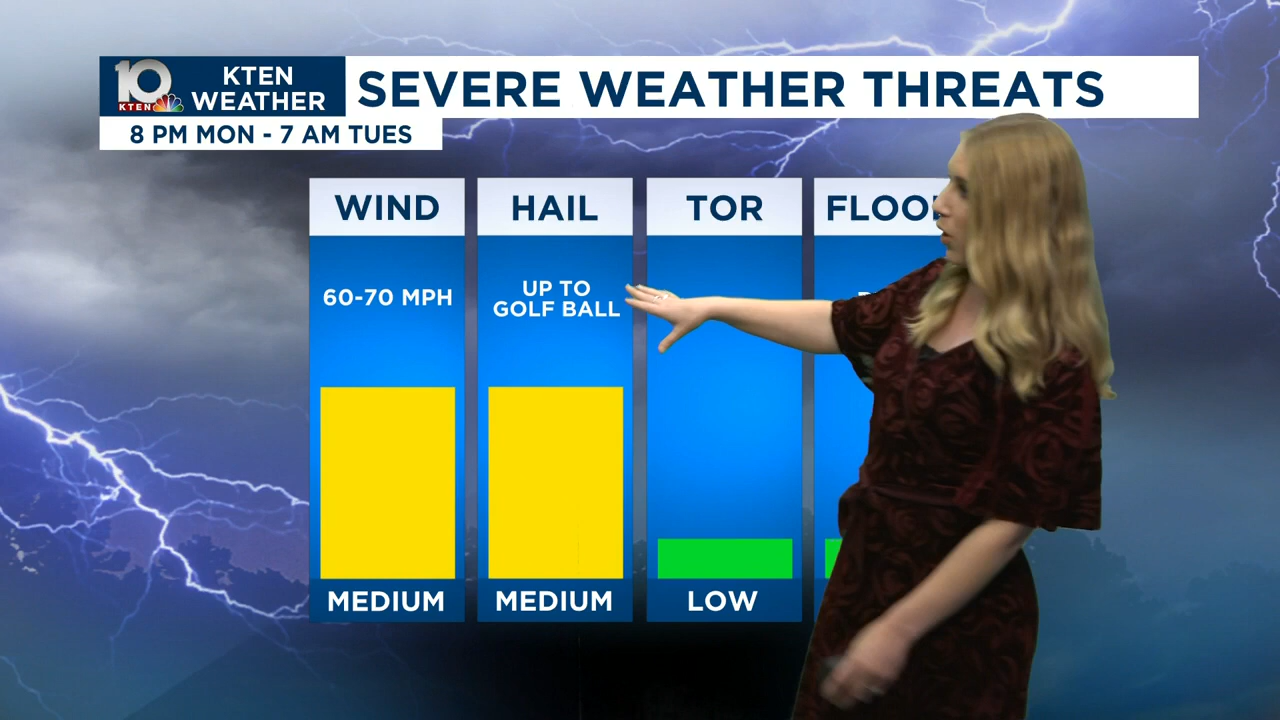 10
KTEN
KTEN
WEATHER
SEVERE WEATHER THREATS
8 PM MON - 7 AM TUES
WIND
HAIL
TOR
60-70 MPH
UP TO
GOLF BALL
MEDIUM
MEDIUM
LOW